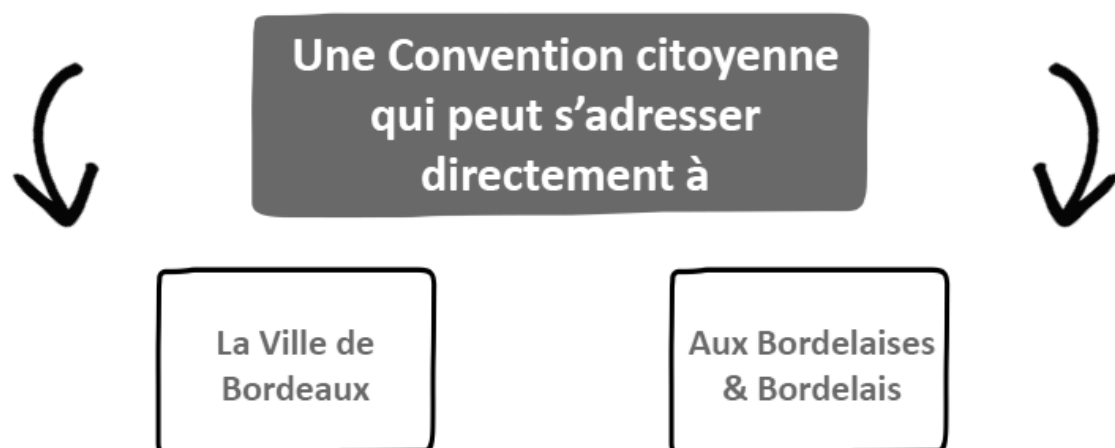 Une Convention citoyenne
qui peut s’adresser
directement à
La Ville de
Bordeaux
Aux Bordelaises
& Bordelais